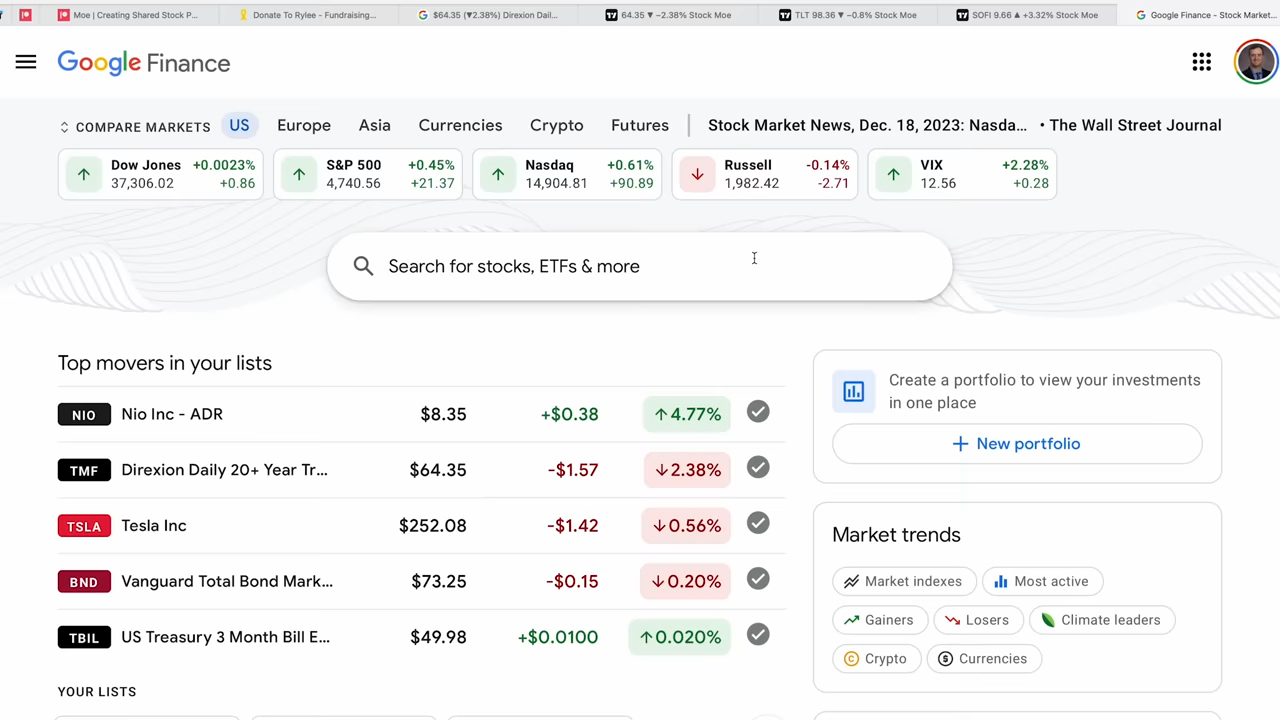 Moe | Creating Shared Stock P...
Donate To Rylee - Fundraising...
$64.35 (▼2.38%) Direxion Dail...
64.35 ▼ −2.38% Stock Moe
TLT 98.36 ▼ −0.8% Stock Moe
SOFI 9.66 ▲ +3.32% Stock Moe
Google Finance - Stock Market...
Google Finance
COMPARE MARKETS
US
Europe
Asia
Currencies
Crypto
Futures
Stock Market News, Dec. 18, 2023: Nasda... • The Wall Street Journal
Dow Jones +0.0023%
37,306.02 +0.86
S&P 500 +0.45%
4,740.56 +21.37
Nasdaq +0.61%
14,904.81 +90.89
Russell -0.14%
1,982.42 -2.71
VIX +2.28%
12.56 +0.28
Search for stocks, ETFs & more
Top movers in your lists
NIO Nio Inc - ADR $8.35 +$0.38 ↑4.77%
TMF Direxion Daily 20+ Year Tr... $64.35 -$1.57 ↓2.38%
TSLA Tesla Inc $252.08 -$1.42 ↓0.56%
BND Vanguard Total Bond Mark... $73.25 -$0.15 ↓0.20%
TBIL US Treasury 3 Month Bill E... $49.98 +$0.0100 ↑0.020%
YOUR LISTS
Create a portfolio to view your investments
in one place
+ New portfolio
Market trends
Market indexes
Most active
Gainers
Losers
Climate leaders
Crypto
Currencies